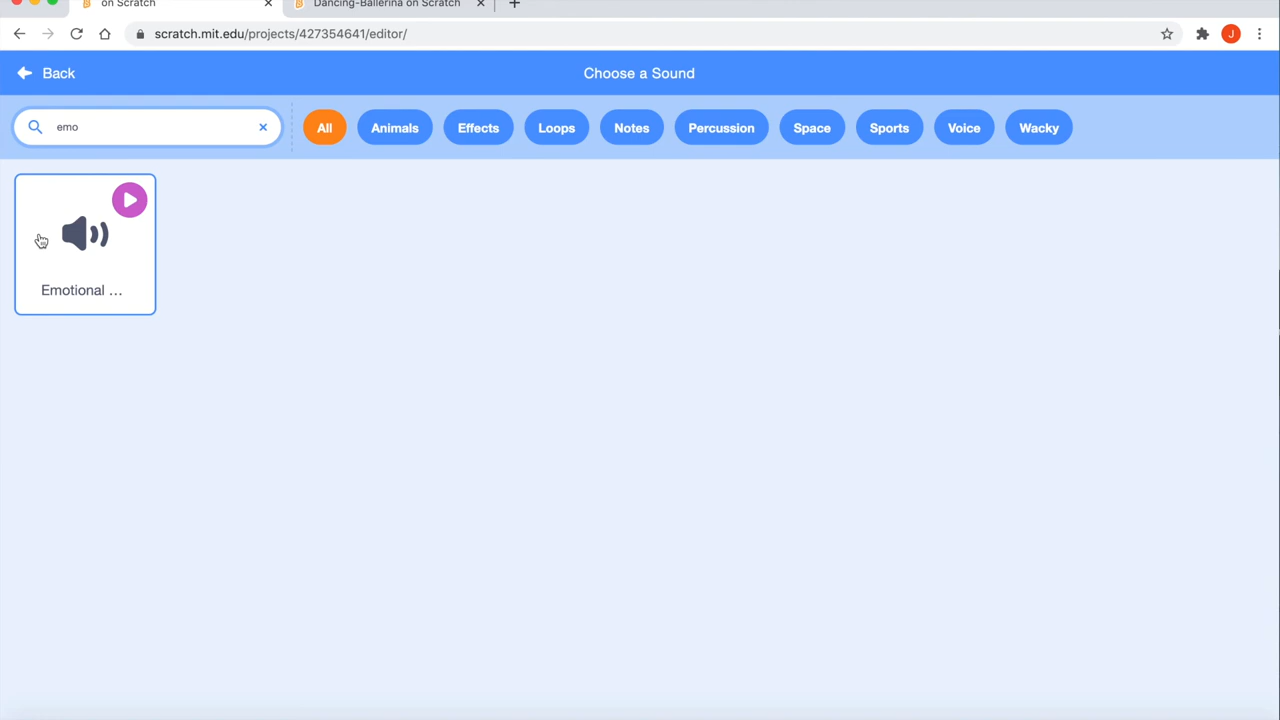 on Scratch
Dancing-Ballerina on Scratch
scratch.mit.edu/projects/427354641/editor/
J
Back
Choose a Sound
emo
All
Animals
Effects
Loops
Notes
Percussion
Space
Sports
Voice
Wacky
Emotional ...